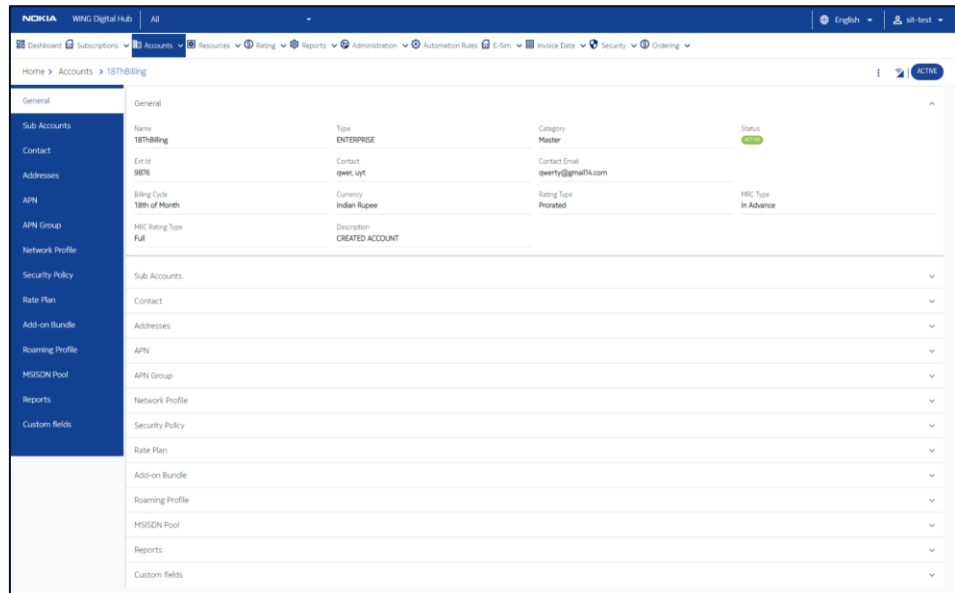 NOKIA WING Digital Hub All English sit-test
Dashboard Subscriptions Accounts Resources Rating Reports Administration Automation Rules E-Sim Invoice Data Security Ordering
Home > Accounts > 18ThBilling ACTIVE
General
Sub Accounts
Contact
Addresses
APN
APN Group
Network Profile
Security Policy
Rate Plan
Add-on Bundle
Roaming Profile
MSISDN Pool
Reports
Custom fields
General
Name Type Category Status
18ThBilling ENTERPRISE Master ACTIVE
Ext Id Contact Contact Email
9876 qwer, uyt qwerty@gmail14.com
Billing Cycle Currency Rating Type MRC Type
18th of Month Indian Rupee Prorated In Advance
MRC Rating Type Description
Full CREATED ACCOUNT
Sub Accounts
Contact
Addresses
APN
APN Group
Network Profile
Security Policy
Rate Plan
Add-on Bundle
Roaming Profile
MSISDN Pool
Reports
Custom fields